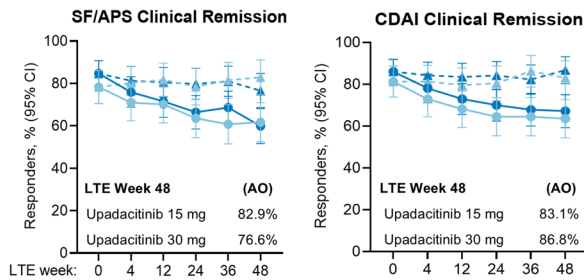 SF/APS Clinical Remission
Responders, % (95% CI)
100
80
60
40
20
0
LTE Week 48 (AO)
Upadacitinib 15 mg 82.9%
Upadacitinib 30 mg 76.6%
LTE week: 0 4 12 24 36 48
CDAI Clinical Remission
Responders, % (95% CI)
100
80
60
40
20
0
LTE Week 48 (AO)
Upadacitinib 15 mg 83.1%
Upadacitinib 30 mg 86.8%
0 4 12 24 36 48